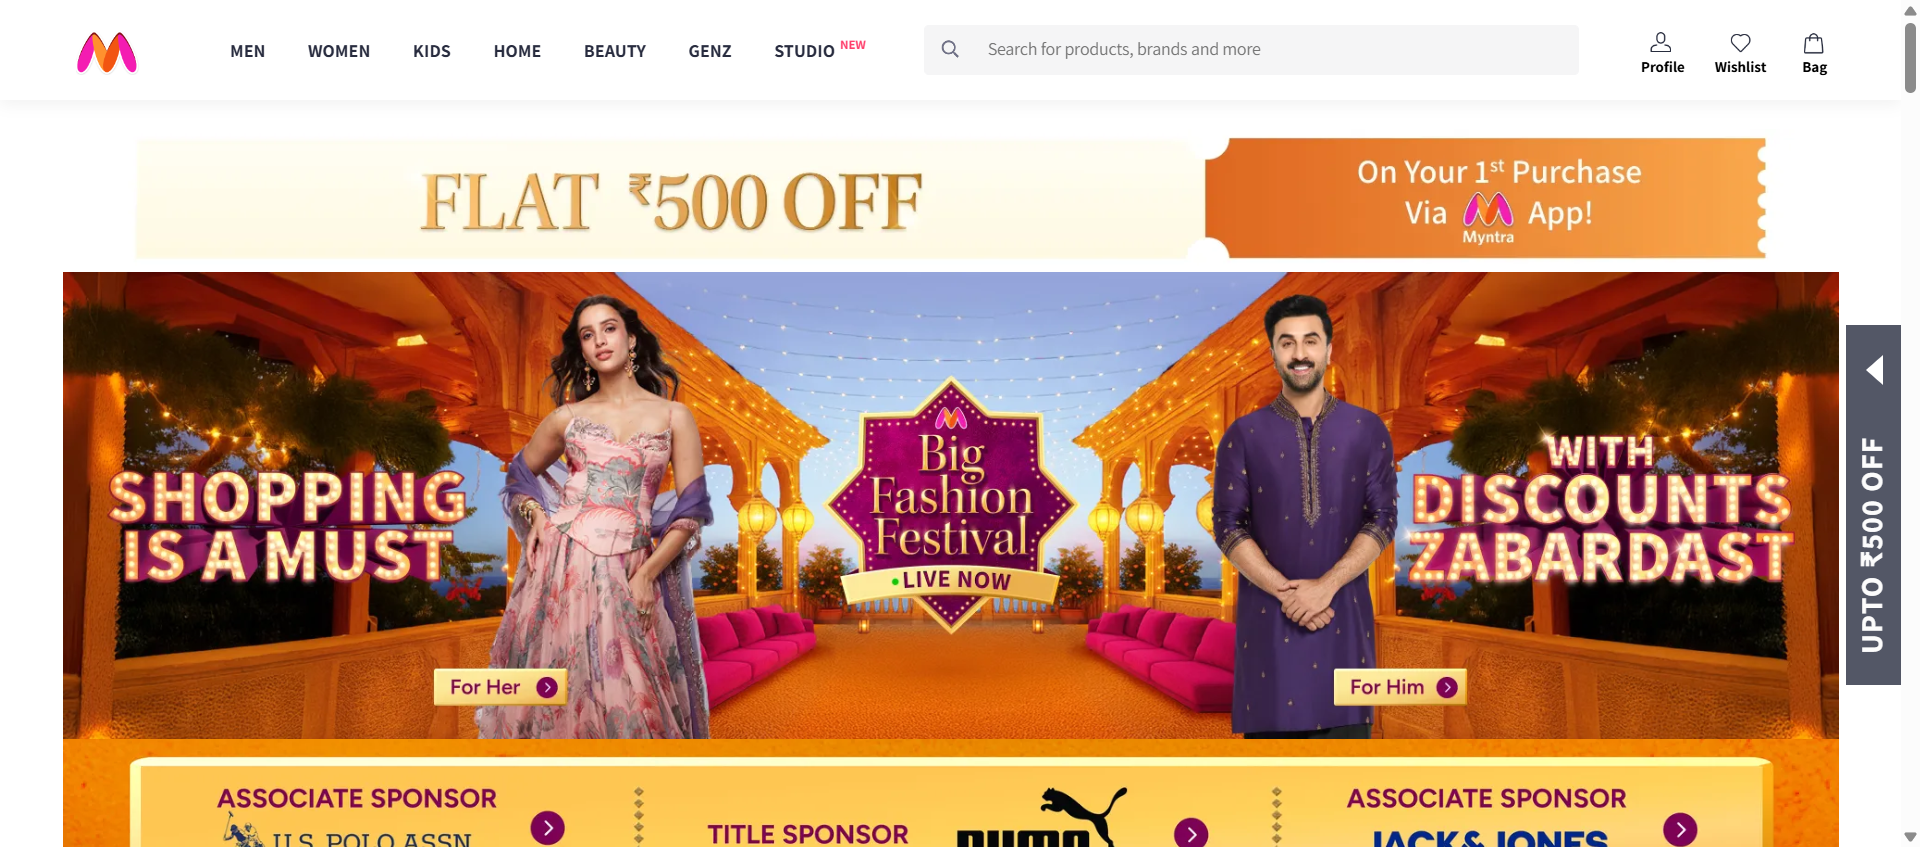 MEN WOMEN KIDS HOME BEAUTY GENZ STUDIO NEW
Search for products, brands and more
Profile Wishlist Bag
FLAT ₹500 OFF
On Your 1st Purchase
Via Myntra App!
SHOPPING
IS A MUST
Big
Fashion
Festival
LIVE NOW
WITH
DISCOUNTS
ZABARDAST
For Her
For Him
UPTO ₹500 OFF
ASSOCIATE SPONSOR
U.S. POLO ASSN
TITLE SPONSOR
PUMA
ASSOCIATE SPONSOR
JACK & JONES